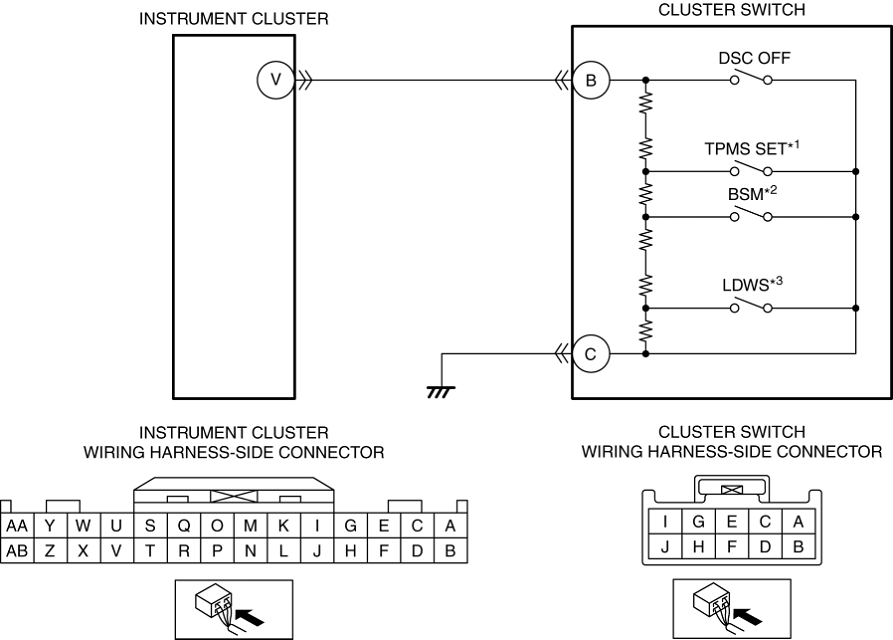 INSTRUMENT CLUSTER
CLUSTER SWITCH
V
B
DSC OFF
TPMS SET*1
BSM*2
LDWS*3
C
INSTRUMENT CLUSTER
WIRING HARNESS-SIDE CONNECTOR
AA Y W U S Q O M K I G E C A
AB Z X V T R P N L J H F D B
CLUSTER SWITCH
WIRING HARNESS-SIDE CONNECTOR
I G E C A
J H F D B